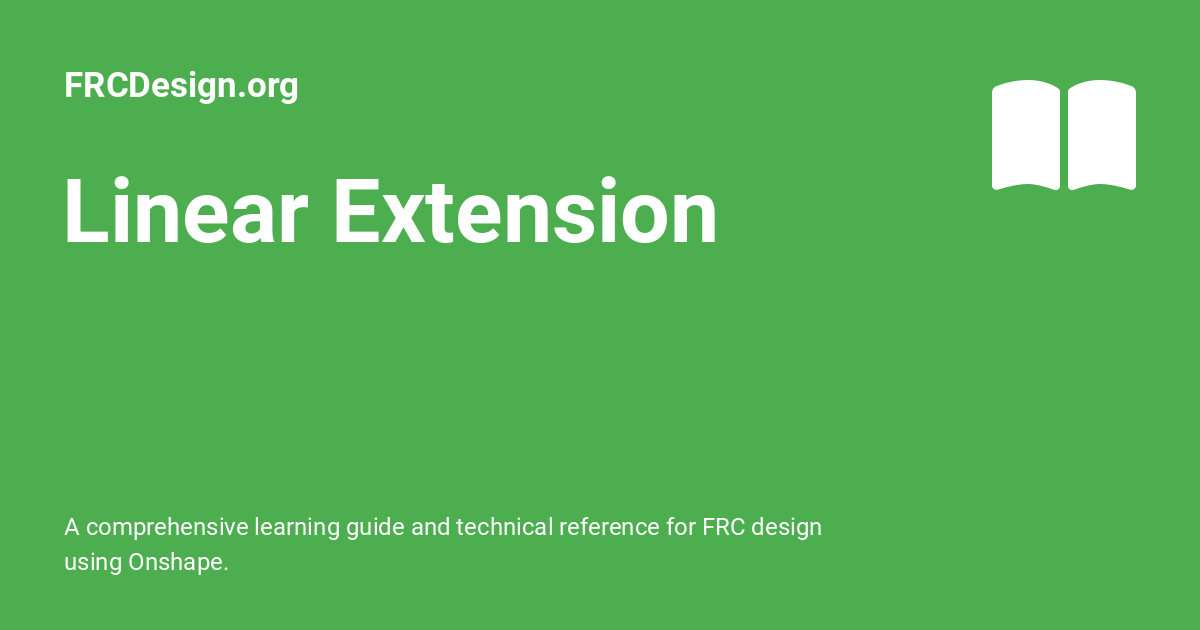 FRCDesign.org
Linear Extension
A comprehensive learning guide and technical reference for FRC design
using Onshape.